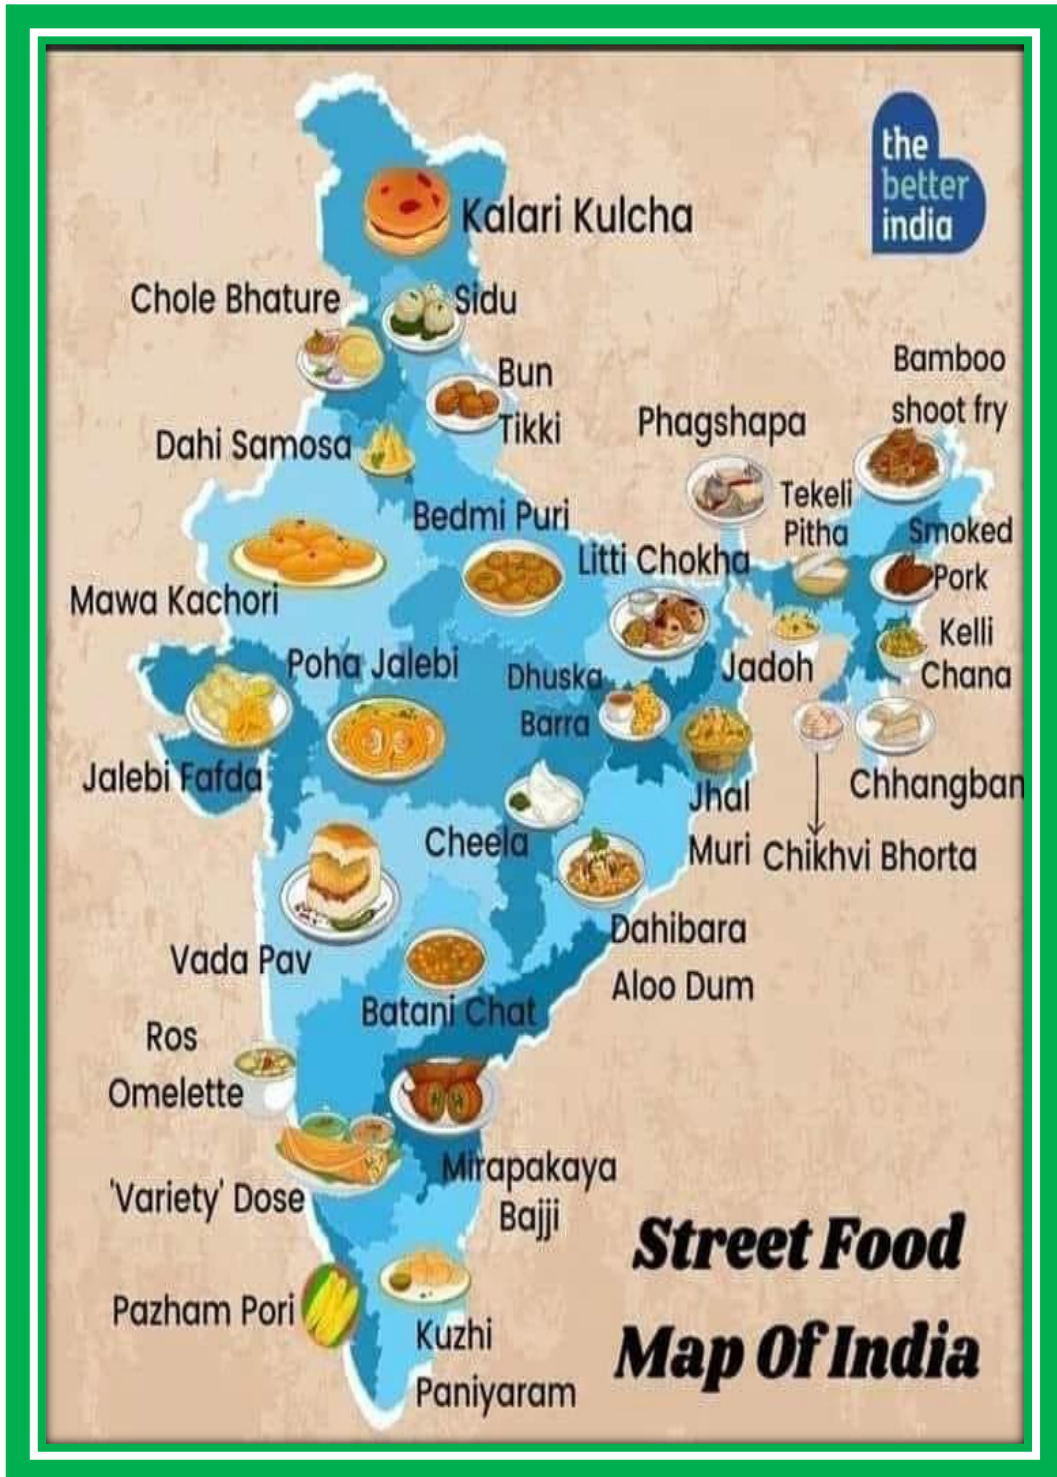 the
better
india
Kalari Kulcha
Chole Bhature
Sidu
Bun
Tikki
Bamboo
shoot fry
Phagshapa
Dahi Samosa
Tekeli
Pitha
Bedmi Puri
Smoked
Pork
Litti Chokha
Mawa Kachori
Kelli
Chana
Poha Jalebi
Dhuska
Barra
Jadoh
Jalebi Fafda
Chhangban
Jhal
Muri
Cheela
Chikhvi Bhorta
Dahibara
Aloo Dum
Vada Pav
Batani Chat
Ros
Omelette
Mirapakaya
Bajji
'Variety' Dose
Pazham Pori
Kuzhi
Paniyaram
Street Food
Map Of India